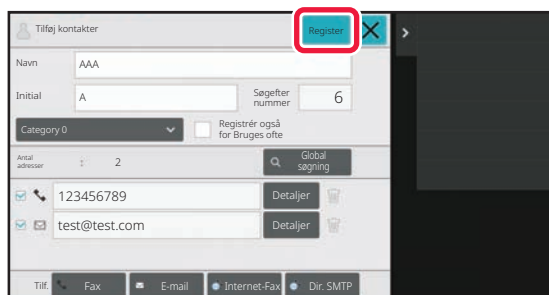 Tilføj kontakter
Register
Navn
AAA
Initial
A
Søgefter
nummer
6
Category 0
Registrér også
for Bruges ofte
Antal
adresser
:
2
Global
søgning
123456789
Detaljer
test@test.com
Detaljer
Tilf.
Fax
E-mail
Internet-Fax
Dir. SMTP